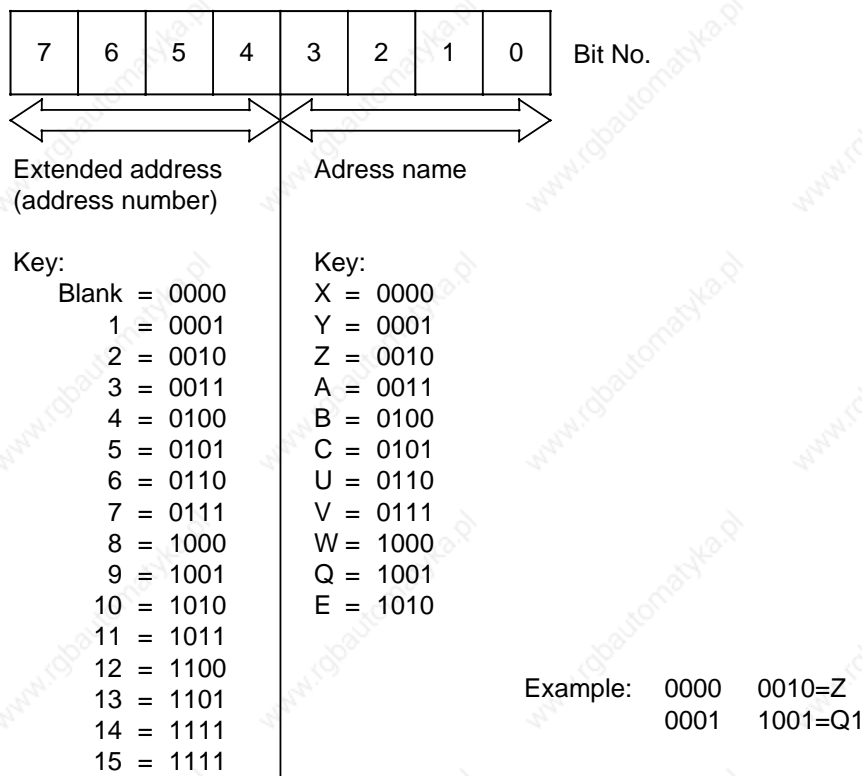 7 6 5 4 3 2 1 0 Bit No.
Extended address
(address number)
Adress name
Key:
Blank = 0000
1 = 0001
2 = 0010
3 = 0011
4 = 0100
5 = 0101
6 = 0110
7 = 0111
8 = 1000
9 = 1001
10 = 1010
11 = 1011
12 = 1100
13 = 1101
14 = 1111
15 = 1111
Key:
X = 0000
Y = 0001
Z = 0010
A = 0011
B = 0100
C = 0101
U = 0110
V = 0111
W = 1000
Q = 1001
E = 1010
Example: 0000 0010=Z
0001 1001=Q1
www.rgbautomatyka.pl